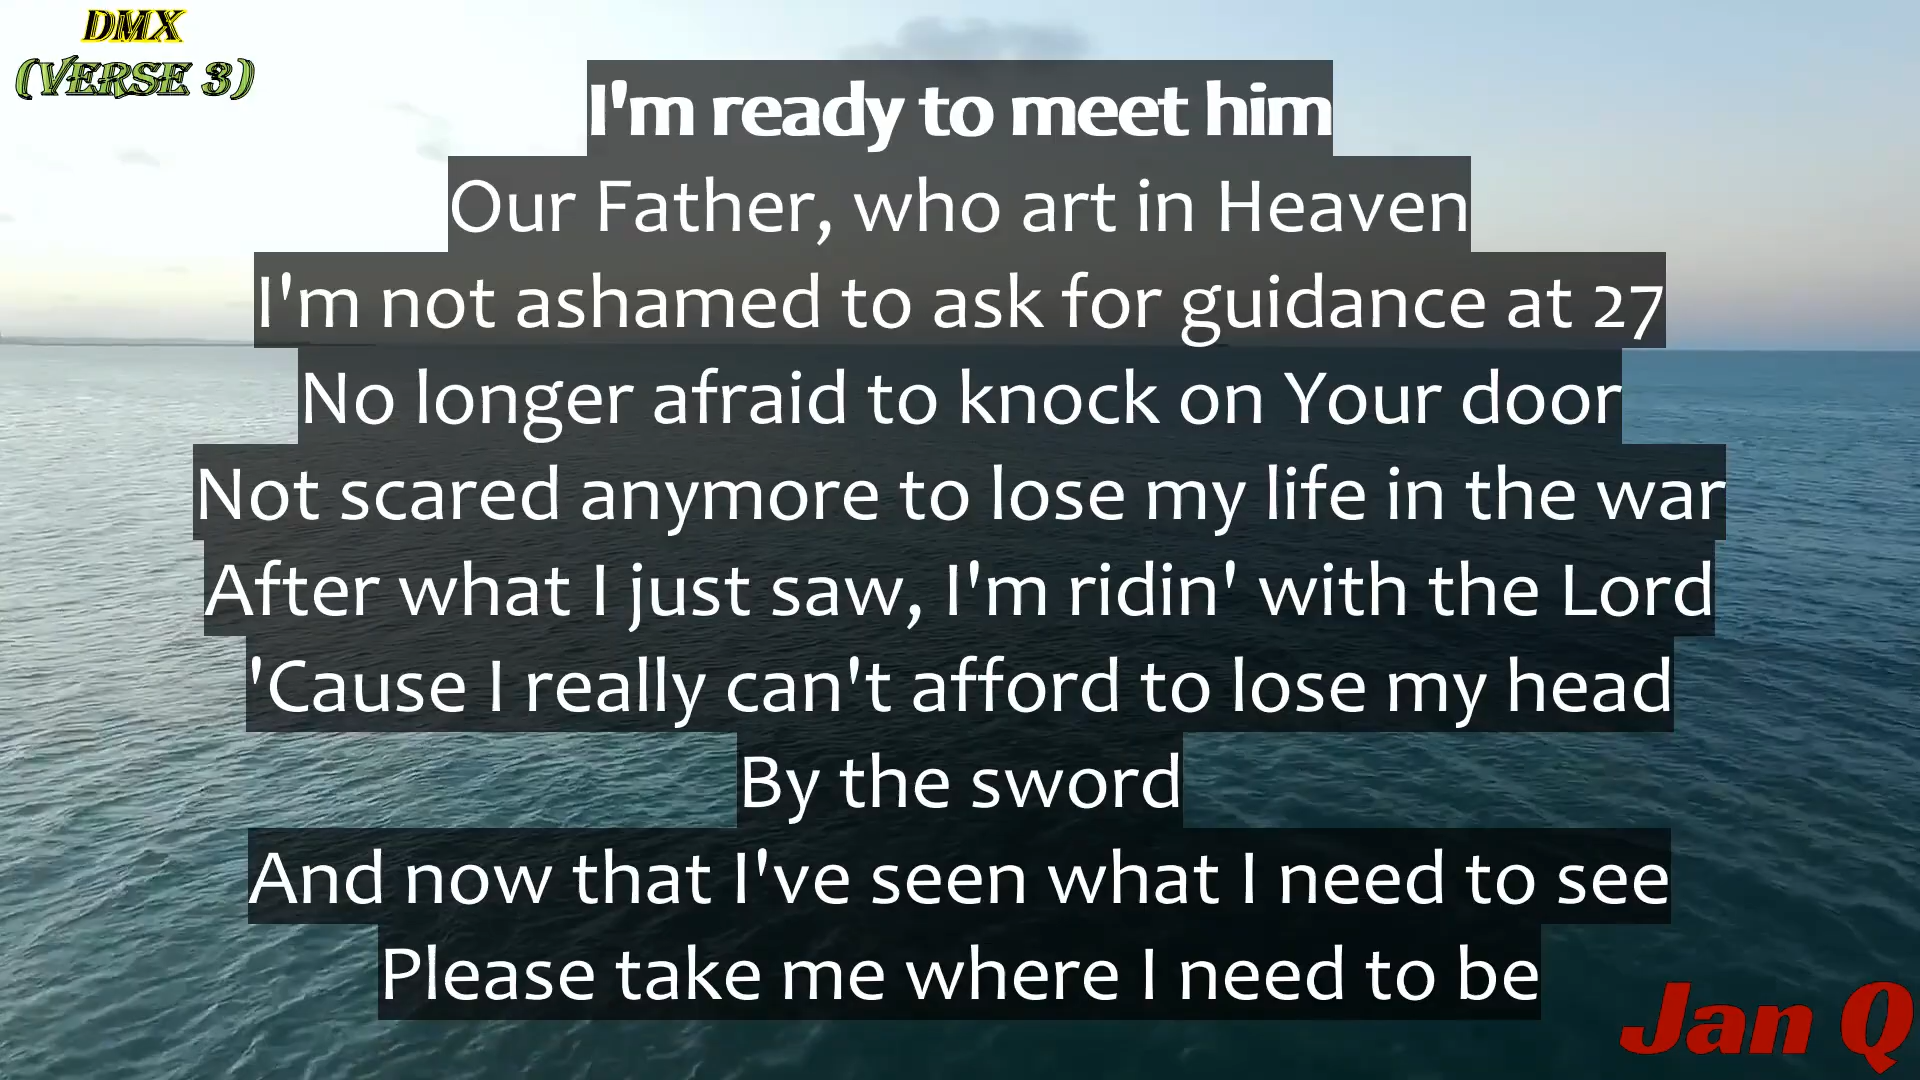 DMX
(VERSE 3)
I'm ready to meet him
Our Father, who art in Heaven
I'm not ashamed to ask for guidance at 27
No longer afraid to knock on Your door
Not scared anymore to lose my life in the war
After what I just saw, I'm ridin' with the Lord
'Cause I really can't afford to lose my head
By the sword
And now that I've seen what I need to see
Please take me where I need to be
Jan Q